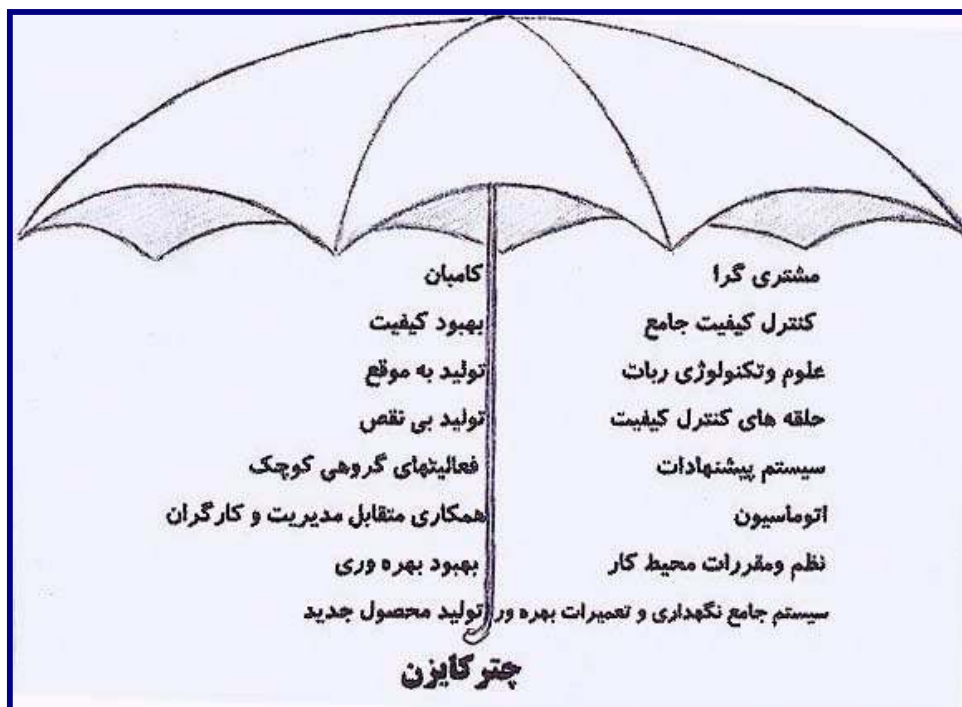 مشتری گرا
کنترل کیفیت جامع
علوم وتکنولوژی ربات
حلقه های کنترل کیفیت
سیستم پیشنهادات
اتوماسیون
نظم ومقررات محیط کار
سیستم جامع نگهداری و تعمیرات بهره ور
کامبان
بهبود کیفیت
تولید به موقع
تولید بی نقص
فعالیتهای گروهی کوچک
همکاری متقابل مدیریت و کارگران
بهبود بهره وری
تولید محصول جدید
چتر کایزن